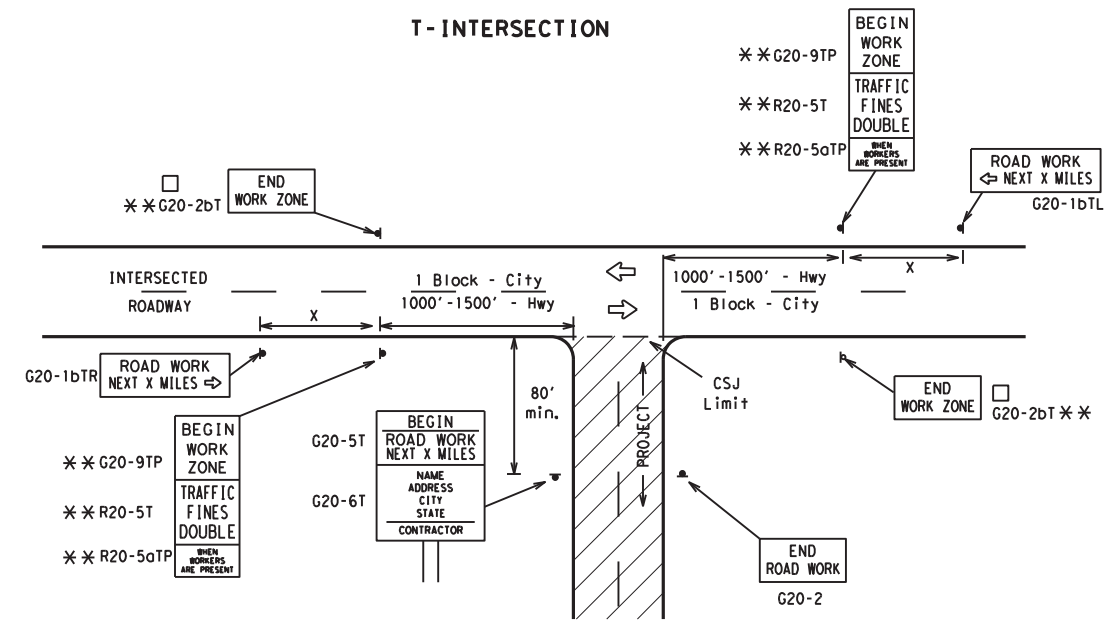 T-INTERSECTION
BEGIN
WORK
ZONE
✶✶G20-9TP
TRAFFIC
FINES
DOUBLE
✶✶R20-5T
WHEN
WORKERS
ARE PRESENT
✶✶R20-5aTP
ROAD WORK
⇦ NEXT X MILES
G20-1bTL
END
WORK ZONE
□
✶✶G20-2bT
INTERSECTED
ROADWAY
1 Block - City
1000'-1500' - Hwy
X
1000'-1500' - Hwy
1 Block - City
X
G20-1bTR
ROAD WORK
NEXT X MILES ⇨
BEGIN
WORK
ZONE
✶✶G20-9TP
TRAFFIC
FINES
DOUBLE
✶✶R20-5T
WHEN
WORKERS
ARE PRESENT
✶✶R20-5aTP
G20-5T
BEGIN
ROAD WORK
NEXT X MILES
G20-6T
NAME
ADDRESS
CITY
STATE
CONTRACTOR
80'
min.
PROJECT
CSJ
Limit
END
WORK ZONE
□
G20-2bT✶✶
END
ROAD WORK
G20-2